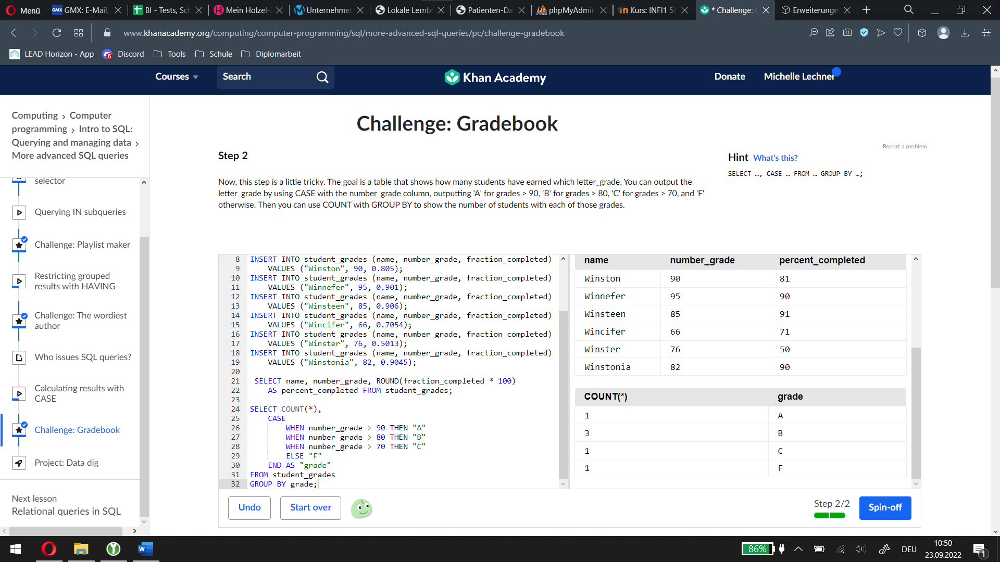 Menü
GMX: E-Mail,
BI - Tests, Sch
Mein Hölzel-
Unternehmer
Lokale Lernb
Patienten-Da
phpMyAdmin
Kurs: INFI1 5A
* Challenge: G
Erweiterunge
www.khanacademy.org/computing/computer-programming/sql/more-advanced-sql-queries/pc/challenge-gradebook
LEAD Horizon - App
6
Discord
Tools
Schule
Diplomarbeit
Courses
Search
Khan Academy
Donate
Michelle Lechner
Computing › Computer
programming › Intro to SQL:
Querying and managing data ›
More advanced SQL queries
selector
Querying IN subqueries
Challenge: Playlist maker
Restricting grouped
results with HAVING
Challenge: The wordiest
author
Who issues SQL queries?
Calculating results with
CASE
Challenge: Gradebook
Project: Data dig
Next lesson
Relational queries in SQL
Challenge: Gradebook
Report a problem
Step 2
Now, this step is a little tricky. The goal is a table that shows how many students have earned which letter_grade. You can output the
letter_grade by using CASE with the number_grade column, outputting 'A' for grades > 90, 'B' for grades > 80, 'C' for grades > 70, and 'F'
otherwise. Then you can use COUNT with GROUP BY to show the number of students with each of those grades.
Hint What's this?
SELECT …, CASE … FROM … GROUP BY …;
8 INSERT INTO student_grades (name, number_grade, fraction_completed)
9 VALUES ("Winston", 90, 0.805);
10 INSERT INTO student_grades (name, number_grade, fraction_completed)
11 VALUES ("Winnefer", 95, 0.901);
12 INSERT INTO student_grades (name, number_grade, fraction_completed)
13 VALUES ("Winsteen", 85, 0.906);
14 INSERT INTO student_grades (name, number_grade, fraction_completed)
15 VALUES ("Wincifer", 66, 0.7054);
16 INSERT INTO student_grades (name, number_grade, fraction_completed)
17 VALUES ("Winster", 76, 0.5013);
18 INSERT INTO student_grades (name, number_grade, fraction_completed)
19 VALUES ("Winstonia", 82, 0.9045);
20
21 SELECT name, number_grade, ROUND(fraction_completed * 100)
22 AS percent_completed FROM student_grades;
23
24 SELECT COUNT(*),
25 CASE
26 WHEN number_grade > 90 THEN "A"
27 WHEN number_grade > 80 THEN "B"
28 WHEN number_grade > 70 THEN "C"
29 ELSE "F"
30 END AS "grade"
31 FROM student_grades
32 GROUP BY grade;
name number_grade percent_completed
Winston 90 81
Winnefer 95 90
Winsteen 85 91
Wincifer 66 71
Winster 76 50
Winstonia 82 90
COUNT(*) grade
1 A
3 B
1 C
1 F
Undo
Start over
Step 2/2
Spin-off
86%
DEU
10:50
23.09.2022
1